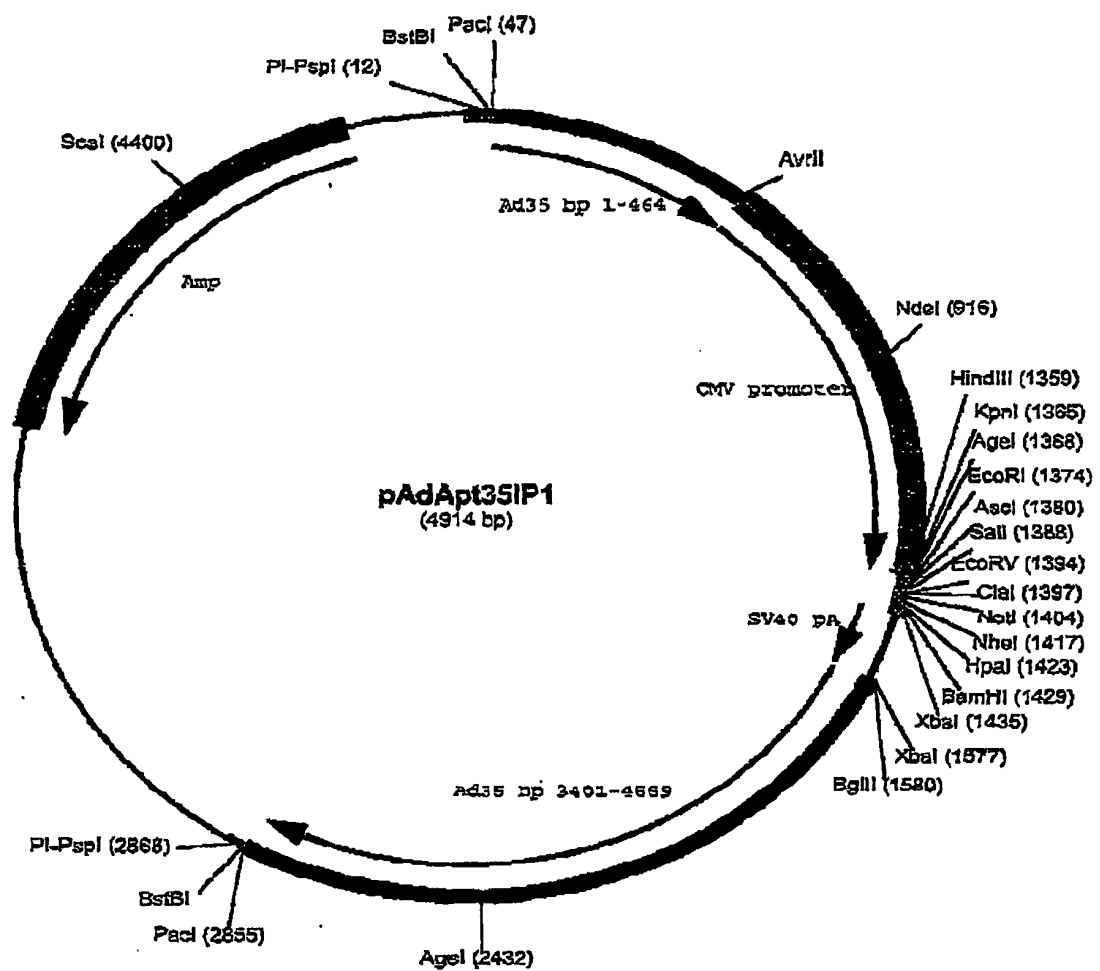 BstBI
PacI (47)
PI-PspI (12)
ScaI (4400)
AvrII
Ad35 bp 1-464
Amp
NdeI (916)
CMV promoter
HindIII (1359)
KpnI (1365)
AgeI (1368)
EcoRI (1374)
AscI (1380)
SalI (1388)
EcoRV (1394)
ClaI (1397)
NotI (1404)
NheI (1417)
HpaI (1423)
BamHI (1429)
XbaI (1435)
XbaI (1577)
BglII (1580)
pAdApt35IP1
(4914 bp)
SV40 pA
Ad35 bp 3401-4669
PI-PspI (2868)
BstBI
PacI (2855)
AgeI (2432)